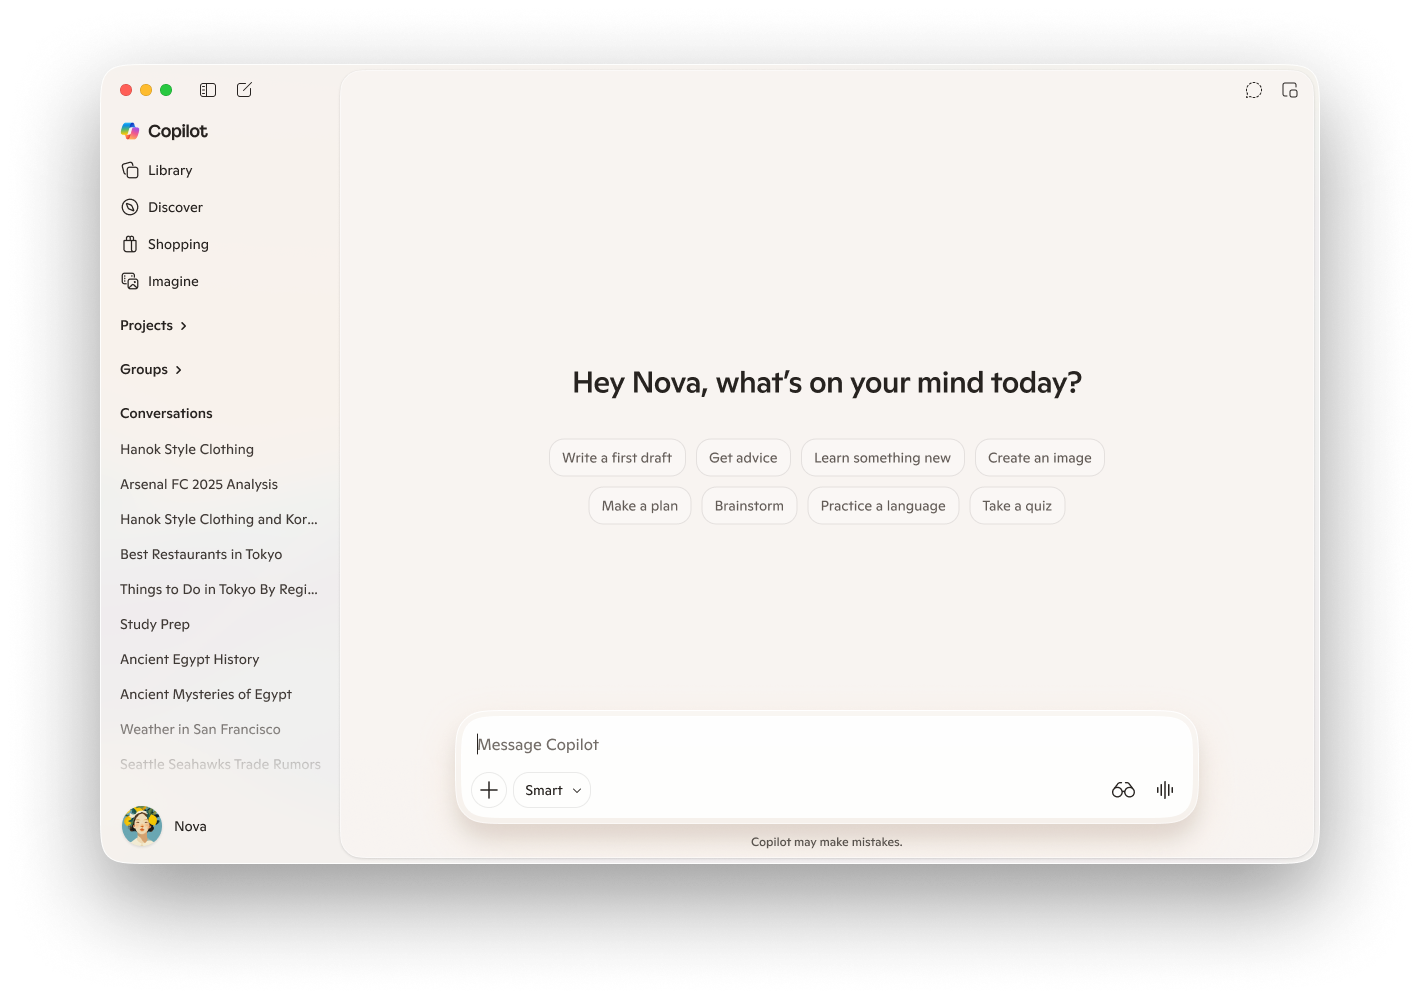 Copilot
Library
Discover
Shopping
Imagine
Projects
Groups
Conversations
Hanok Style Clothing
Arsenal FC 2025 Analysis
Hanok Style Clothing and Kor...
Best Restaurants in Tokyo
Things to Do in Tokyo By Regi...
Study Prep
Ancient Egypt History
Ancient Mysteries of Egypt
Weather in San Francisco
Seattle Seahawks Trade Rumors
Nova
Hey Nova, what’s on your mind today?
Write a first draft
Get advice
Learn something new
Create an image
Make a plan
Brainstorm
Practice a language
Take a quiz
Message Copilot
Smart
Copilot may make mistakes.